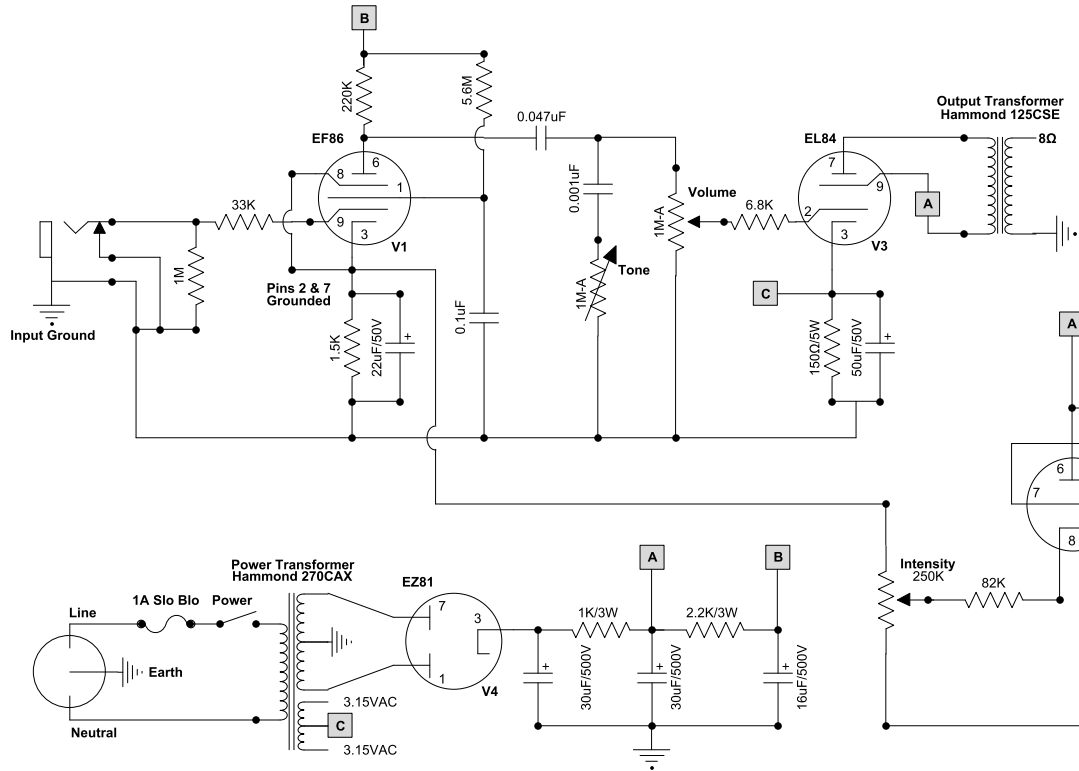 B
220K
5.6M
0.047uF
Output Transformer
Hammond 125CSE
EF86
EL84
8Ω
6
8
1
9
3
V1
7
9
2
3
V3
A
33K
1M
0.001uF
1M-A
Volume
6.8K
Tone
1M-A
Pins 2 & 7
Grounded
C
Input Ground
1.5K
22uF/50V
0.1uF
150Ω/5W
50uF/50V
A
6
7
8
Power Transformer
Hammond 270CAX
EZ81
A
B
Intensity
250K
82K
1A Slo Blo
Power
Line
7
3
1
V4
1K/3W
2.2K/3W
Earth
30uF/500V
30uF/500V
16uF/500V
Neutral
3.15VAC
C
3.15VAC